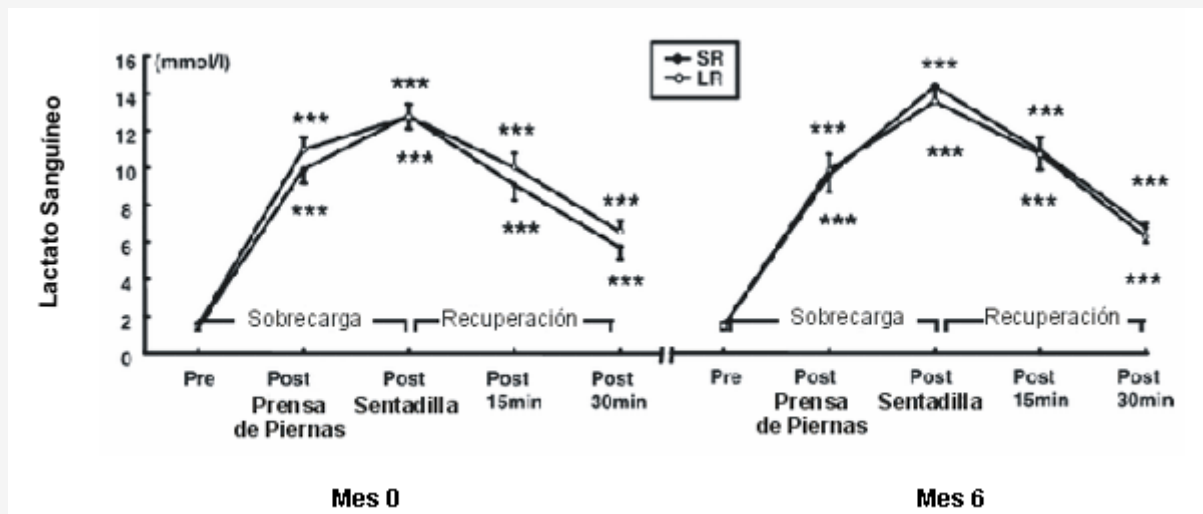 Lactato Sanguíneo
16
14
12
10
8
6
4
2
0
(mmol/l)
SR
LR
***
***
***
***
***
***
***
***
Sobrecarga
Recuperación
Pre
Post
Prensa
de Piernas
Post
Sentadilla
Post
15min
Post
30min
***
***
***
***
***
***
***
***
Sobrecarga
Recuperación
Pre
Post
Prensa
de Piernas
Post
Sentadilla
Post
15min
Post
30min
Mes 0
Mes 6